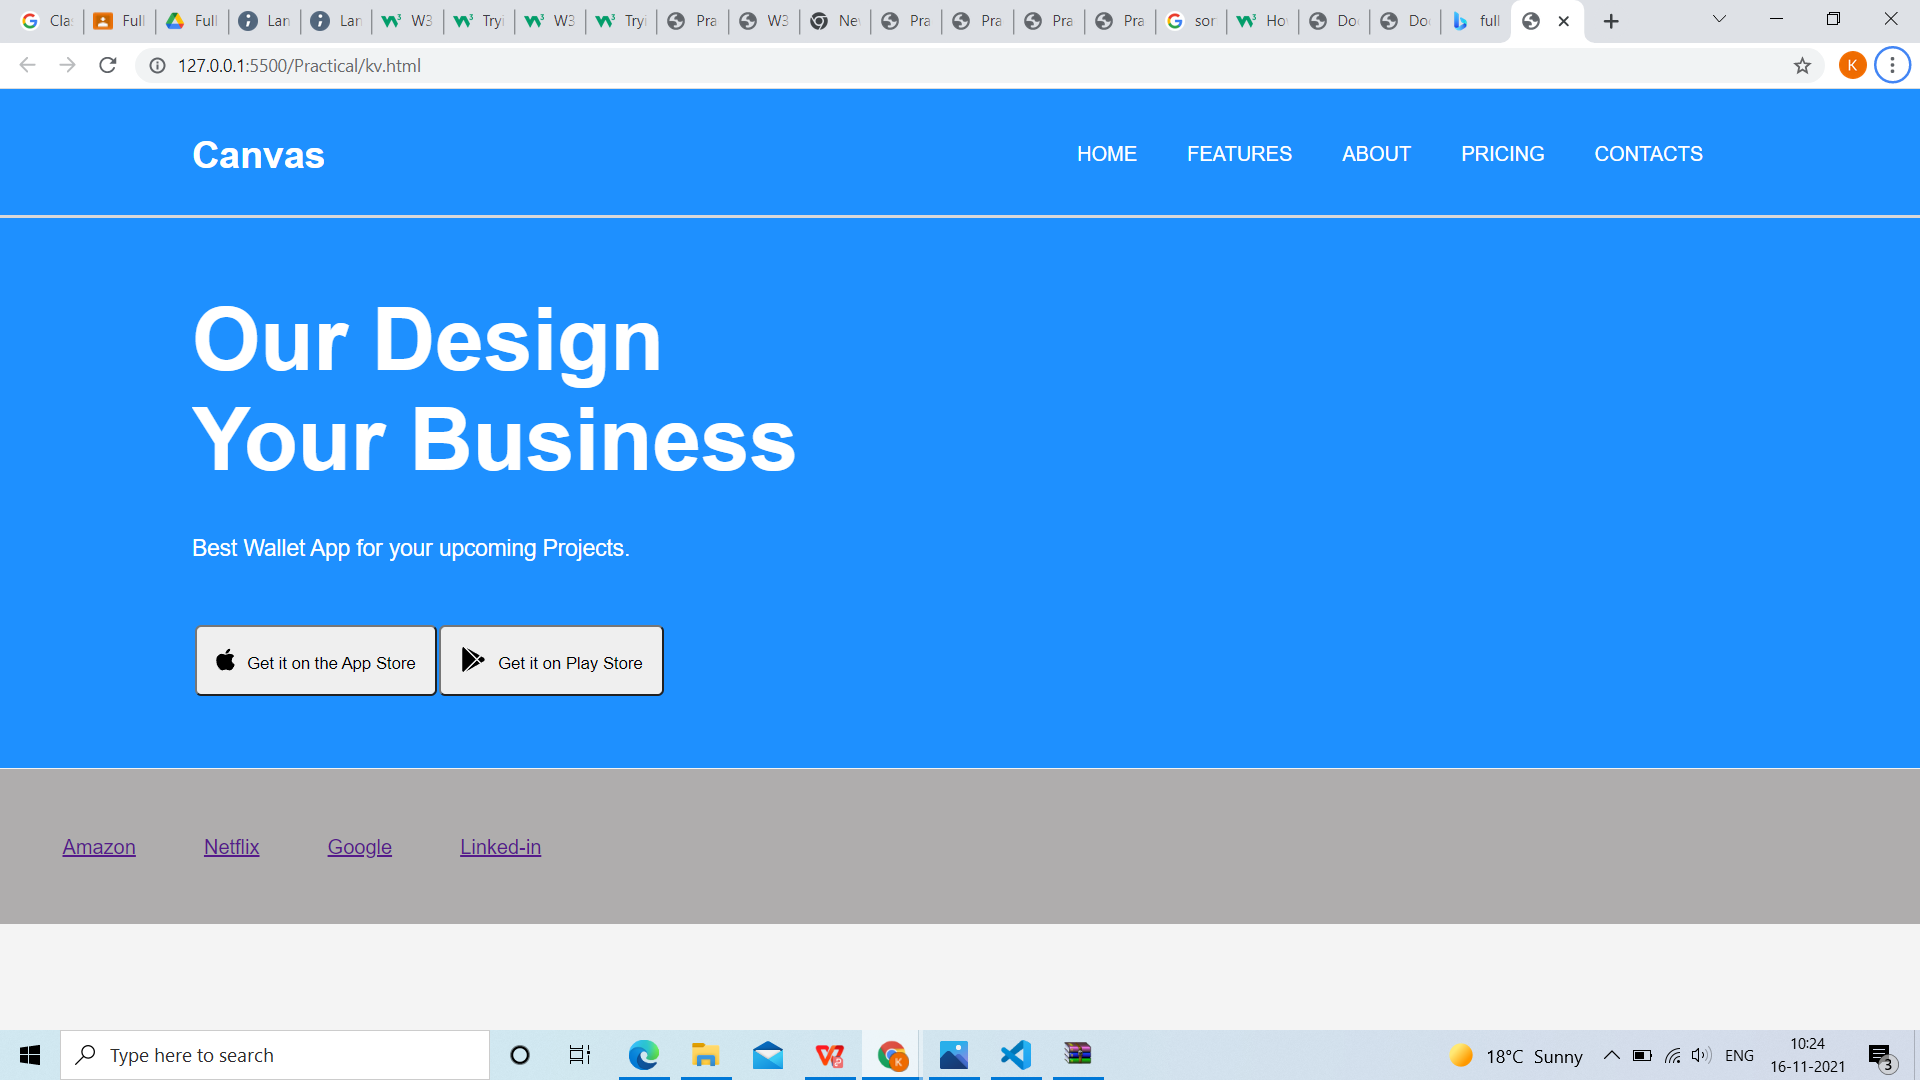 Cla Full Full Lan Lan W3 Tryi W3 Tryi Pra W3 Nev Pra Pra Pra Pra sor Ho Do Do full
127.0.0.1:5500/Practical/kv.html K
Canvas HOME FEATURES ABOUT PRICING CONTACTS
Our Design
Your Business
Best Wallet App for your upcoming Projects.
Get it on the App Store Get it on Play Store
Amazon Netflix Google Linked-in
Type here to search 18°C Sunny ENG 10:24
16-11-2021 3